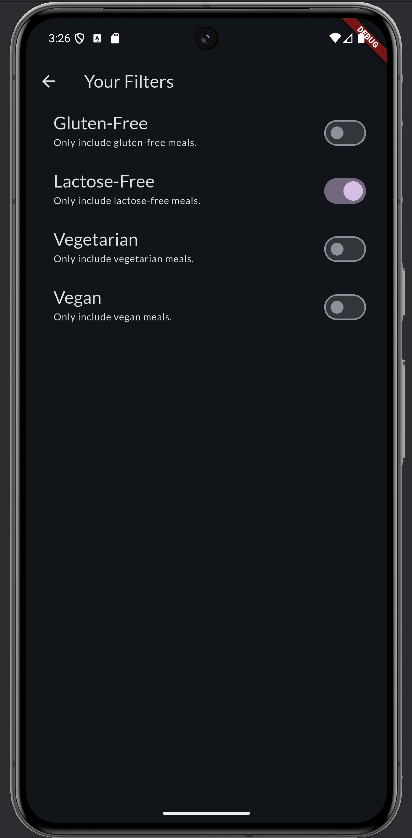 3:26
DEBUG
Your Filters
Gluten-Free
Only include gluten-free meals.
Lactose-Free
Only include lactose-free meals.
Vegetarian
Only include vegetarian meals.
Vegan
Only include vegan meals.